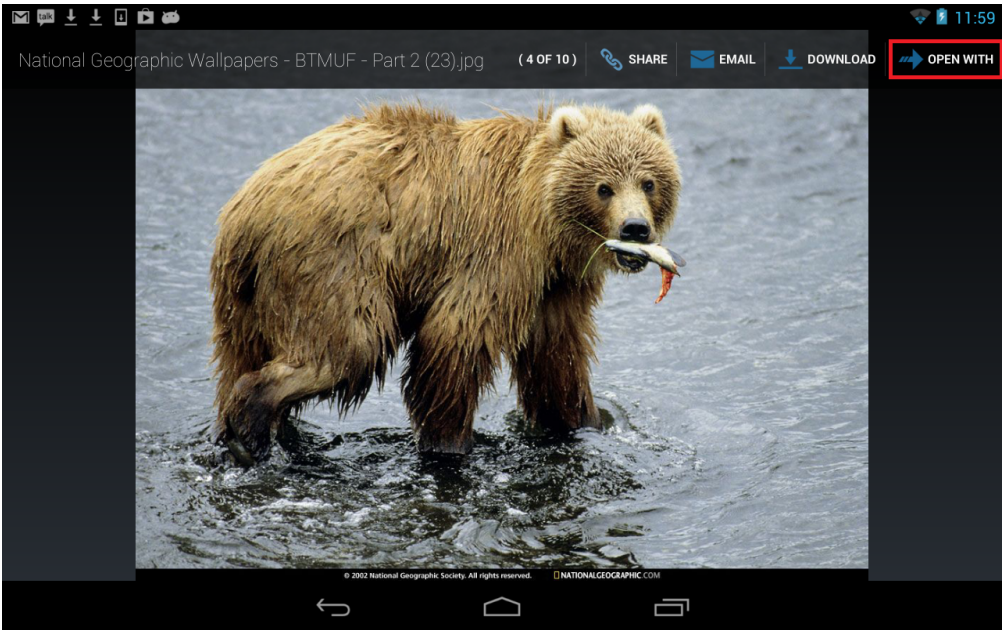 talk 11:59
National Geographic Wallpapers - BTMUF - Part 2 (23).jpg ( 4 OF 10 ) SHARE EMAIL DOWNLOAD OPEN WITH
© 2002 National Geographic Society. All rights reserved. NATIONALGEOGRAPHIC.COM